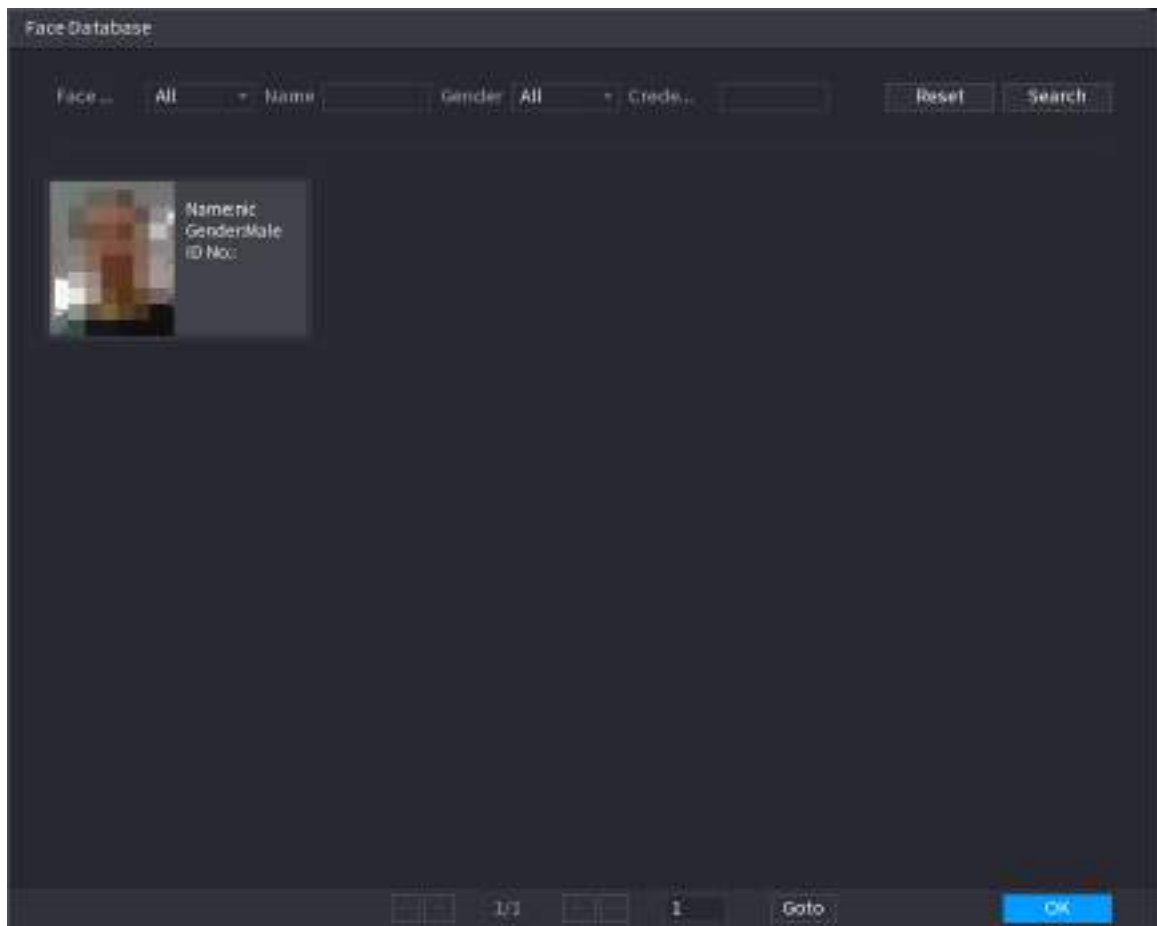 Face Database
Face ... All Name Gender All Crede... Reset Search
Name:nic
Gender:Male
ID No.:
1/1 1 Goto OK